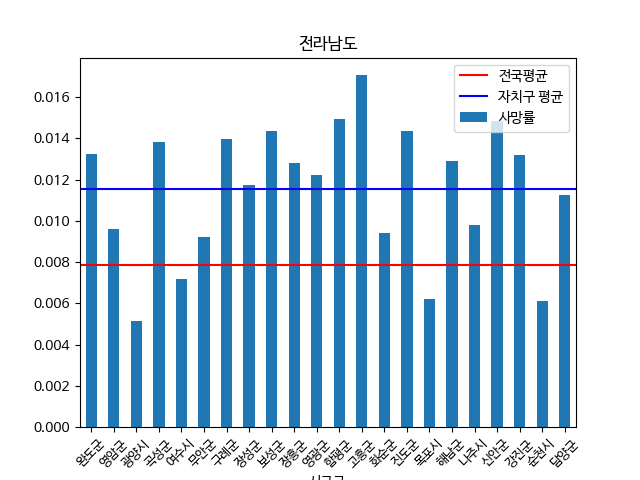 전라남도
전국평균
자치구 평균
사망률
0.016
0.014
0.012
0.010
0.008
0.006
0.004
0.002
0.000
완도군
영암군
광양시
곡성군
여수시
무안군
구례군
장성군
보성군
장흥군
영광군
함평군
고흥군
화순군
진도군
목포시
해남군
나주시
신안군
강진군
순천시
담양군